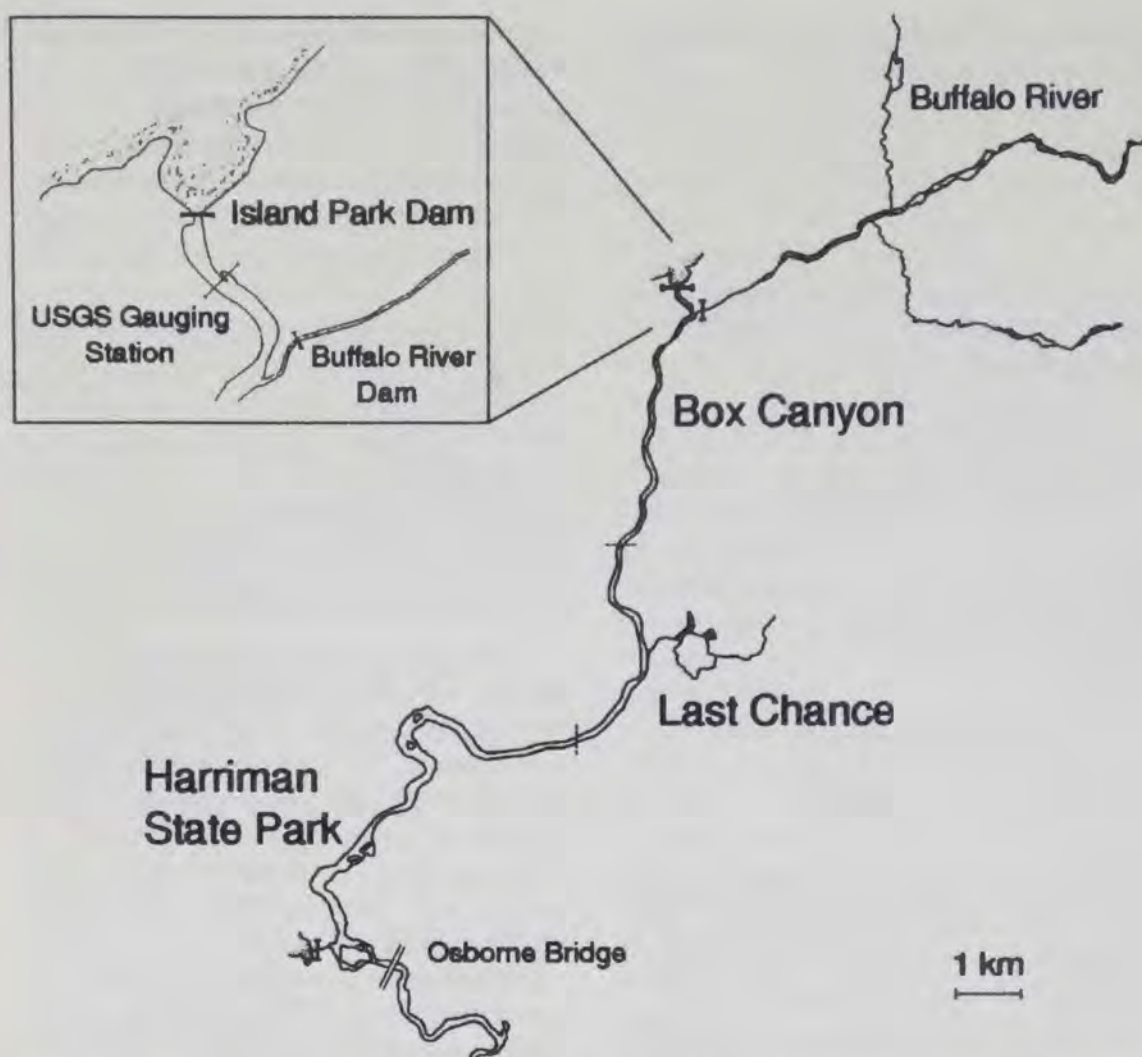 Buffalo River
Island Park Dam
USGS Gauging
Station
Buffalo River
Dam
Box Canyon
Last Chance
Harriman
State Park
Osborne Bridge
1 km